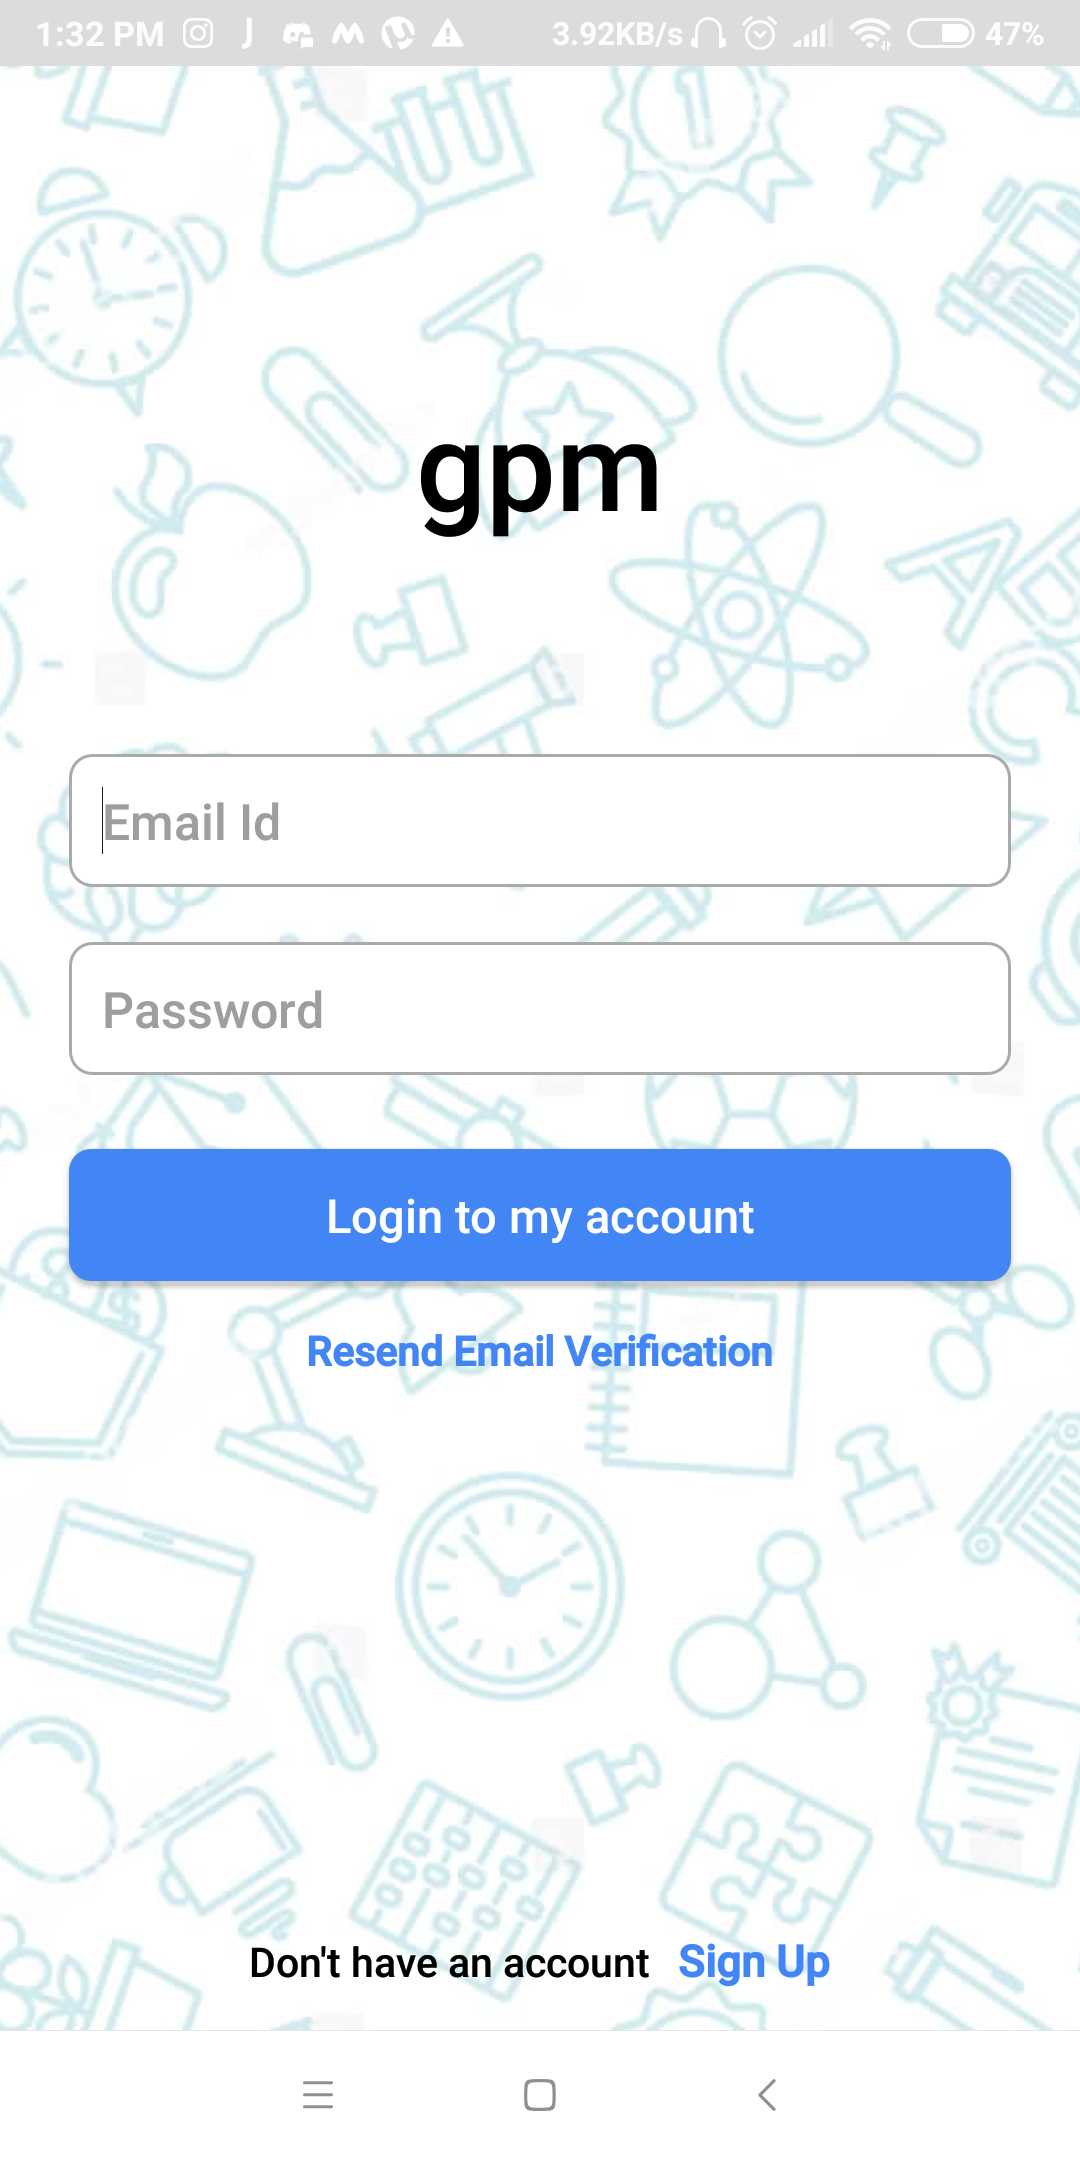 1:32 PM 3.92KB/s 47%
gpm
Email Id
Password
Login to my account
Resend Email Verification
Don't have an account Sign Up